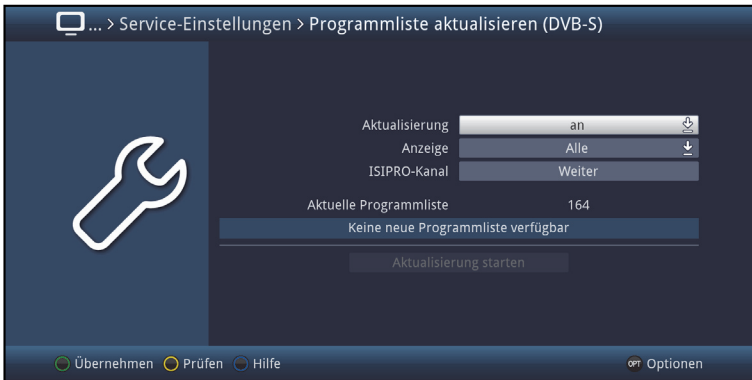 ... > Service-Einstellungen > Programmliste aktualisieren (DVB-S)
Aktualisierung an
Anzeige Alle
ISIPRO-Kanal Weiter
Aktuelle Programmliste 164
Keine neue Programmliste verfügbar
Aktualisierung starten
Übernehmen Prüfen Hilfe OPT Optionen